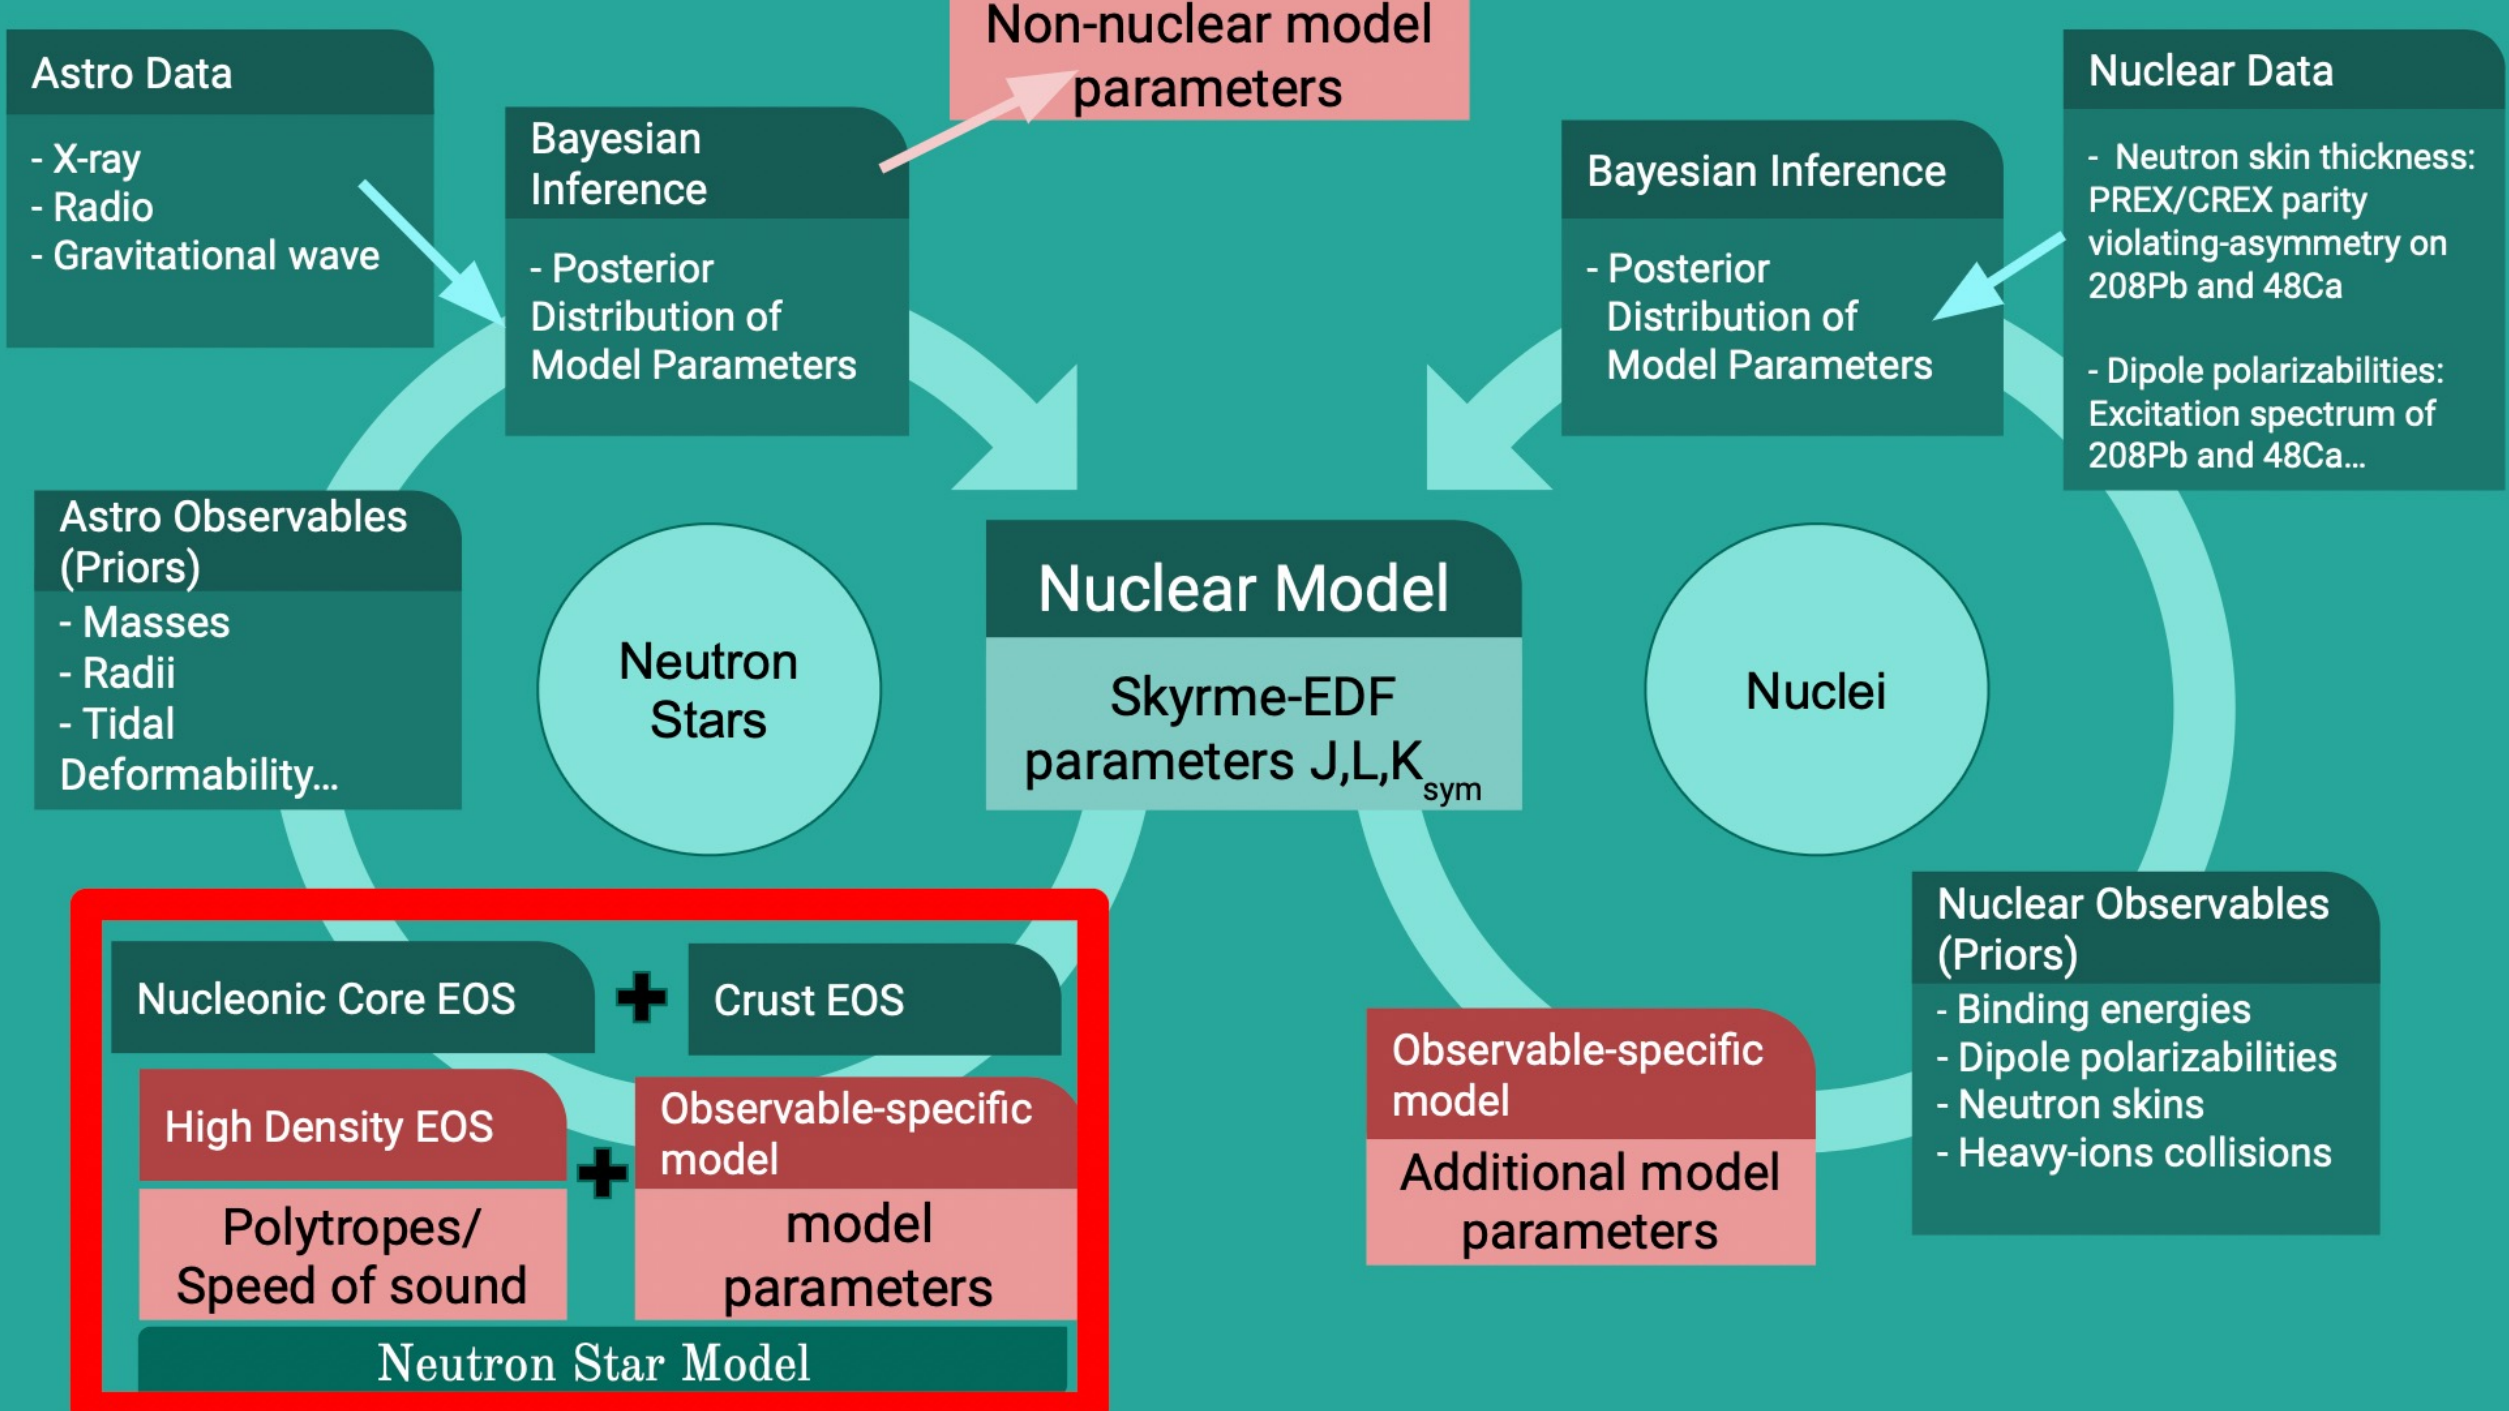 Non-nuclear model
parameters
Astro Data
- X-ray
- Radio
- Gravitational wave
Bayesian
Inference
- Posterior
Distribution of
Model Parameters
Bayesian Inference
- Posterior
Distribution of
Model Parameters
Nuclear Data
- Neutron skin thickness:
PREX/CREX parity
violating-asymmetry on
208Pb and 48Ca
- Dipole polarizabilities:
Excitation spectrum of
208Pb and 48Ca...
Astro Observables
(Priors)
- Masses
- Radii
- Tidal
Deformability...
Neutron
Stars
Nuclear Model
Skyrme-EDF
parameters J,L,Ksym
Nuclei
Nucleonic Core EOS
Crust EOS
High Density EOS
Polytropes/
Speed of sound
Observable-specific
model
model
parameters
Neutron Star Model
Observable-specific
model
Additional model
parameters
Nuclear Observables
(Priors)
- Binding energies
- Dipole polarizabilities
- Neutron skins
- Heavy-ions collisions